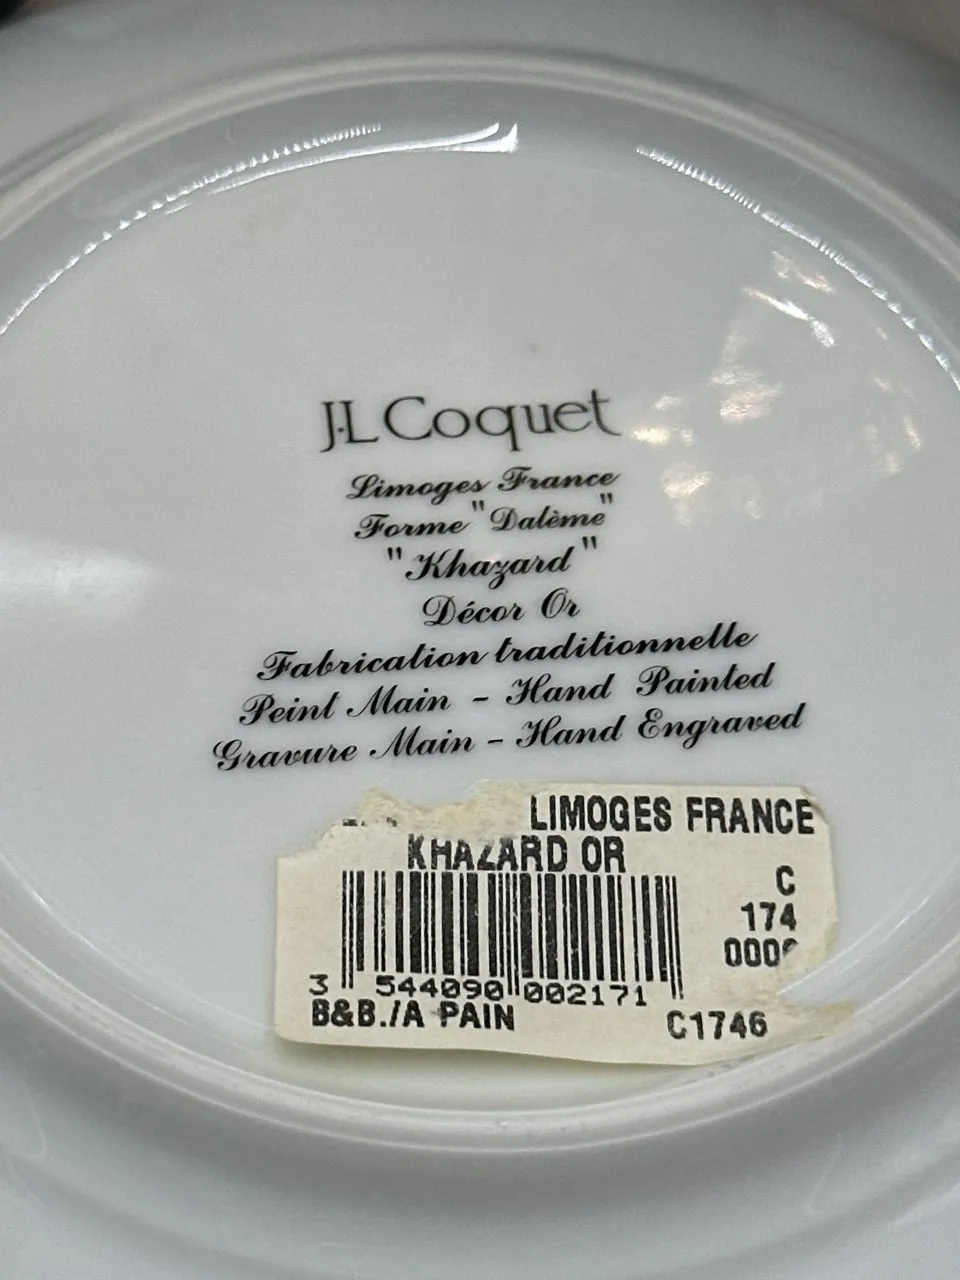 J.L Coquet
Limoges France
Forme "Dalème"
"Khazard"
Décor Or
Fabrication traditionnelle
Peint Main - Hand Painted
Gravure Main - Hand Engraved
LIMOGES FRANCE
KHAZARD OR
C
174
000
3 544090 002171
B&B./A PAIN
C1746